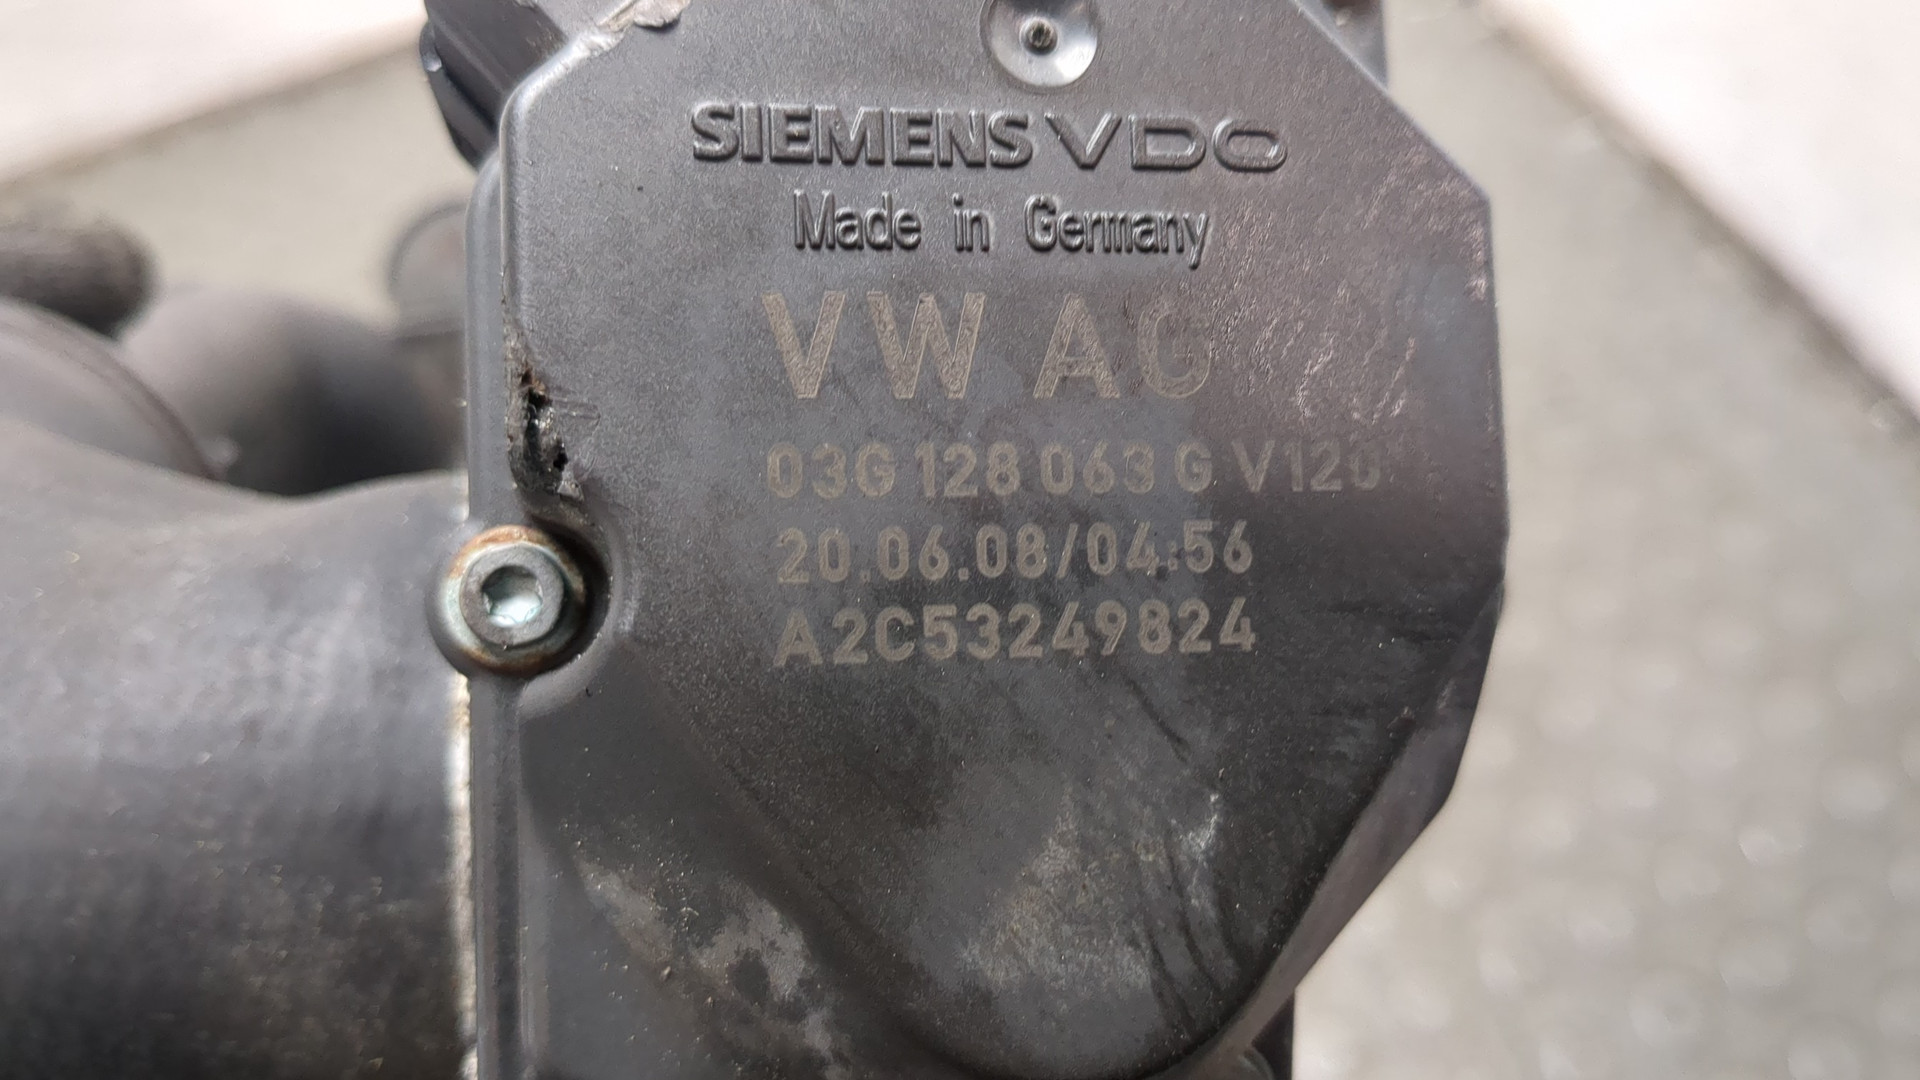 SIEMENS VDO
Made in Germany
VW AG
03G 128 063 G V120
20.06.08/04:56
A2C53249824